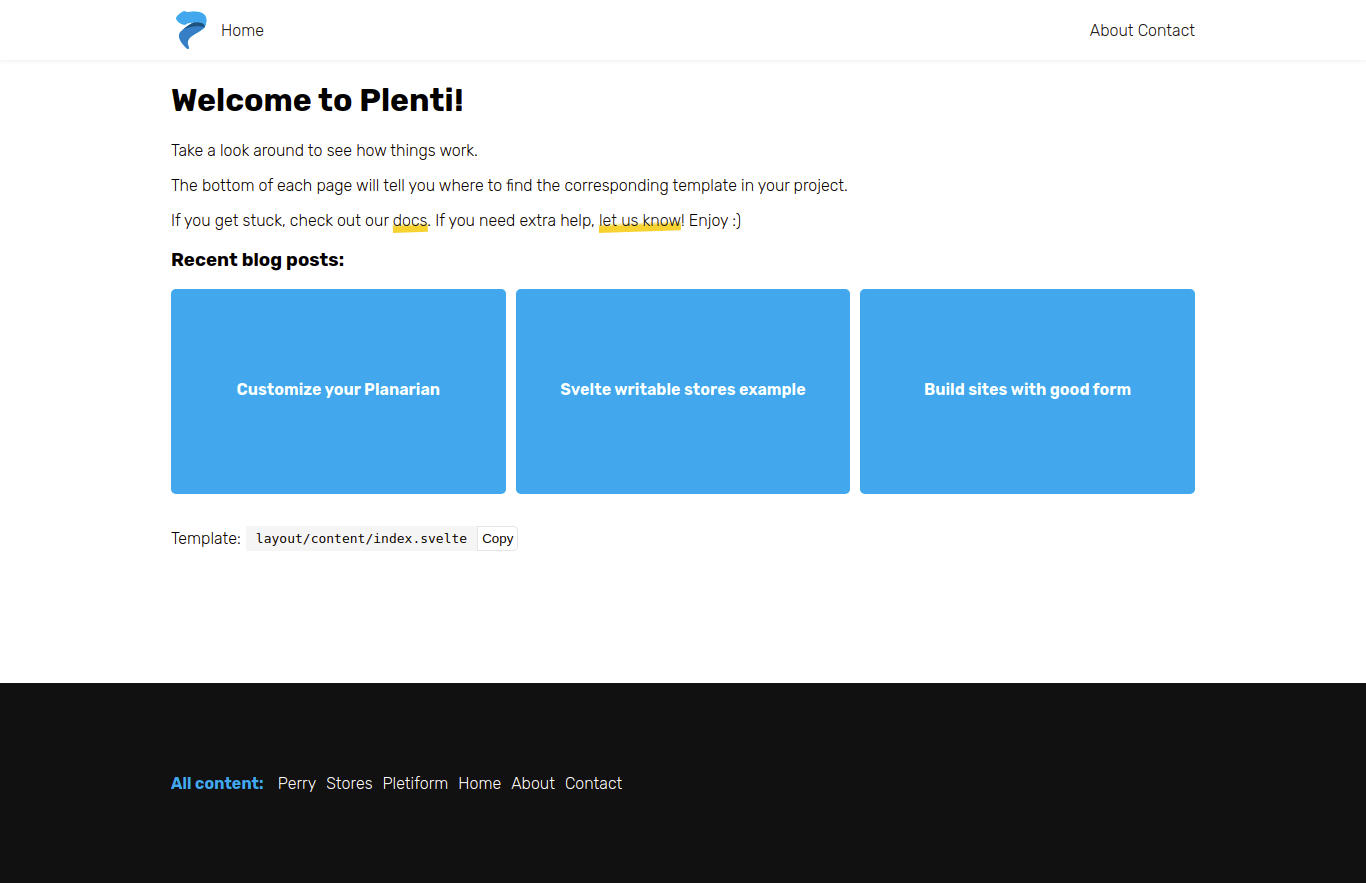 Home
About Contact
Welcome to Plenti!
Take a look around to see how things work.
The bottom of each page will tell you where to find the corresponding template in your project.
If you get stuck, check out our docs. If you need extra help, let us know! Enjoy :)
Recent blog posts:
Customize your Planarian
Svelte writable stores example
Build sites with good form
Template: layout/content/index.svelte Copy
All content: Perry Stores Pletiform Home About Contact